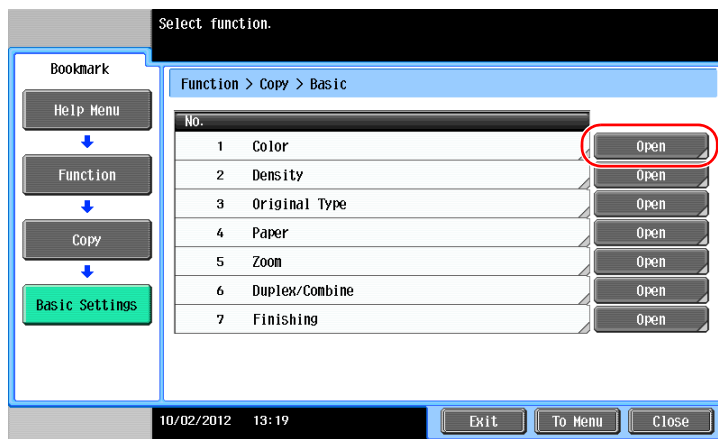 Select function.
Bookmark
Help Menu
Function
Copy
Basic Settings
Function > Copy > Basic
No.
1 Color Open
2 Density Open
3 Original Type Open
4 Paper Open
5 Zoom Open
6 Duplex/Combine Open
7 Finishing Open
10/02/2012 13:19 Exit To Menu Close